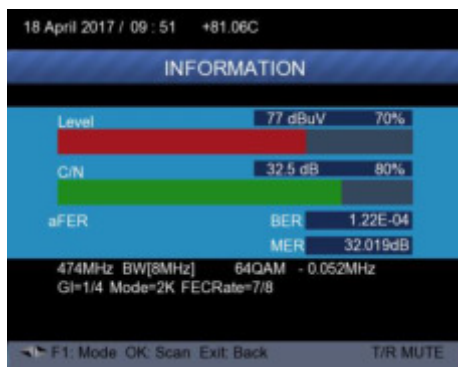 18 April 2017 / 09 : 51 +81.06C
INFORMATION
Level 77 dBuV 70%
C/N 32.5 dB 80%
aFER BER 1.22E-04
MER 32.019dB
474MHz BW[8MHz] 64QAM - 0.052MHz
GI=1/4 Mode=2K FECRate=7/8
F1: Mode OK: Scan Exit: Back T/R MUTE